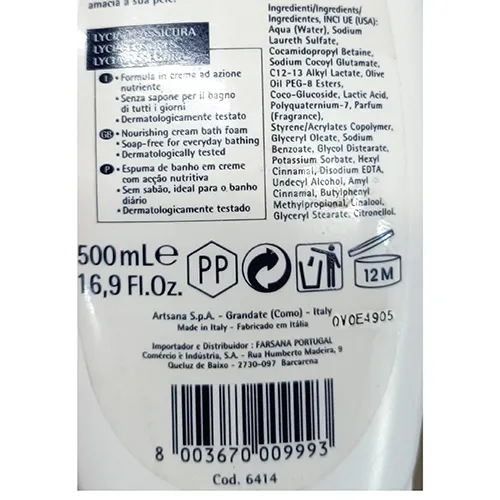 amacia a sua pele.
• Formula in creme ad azione
nutriente
• Senza sapone per il bagno
di tutti i giorni
• Dermatologicamente testato
GB • Nourishing cream bath foam
• Soap-free for everyday bathing
• Dermatologically tested
P • Espuma de banho em creme
com acção nutritiva
• Sem sabão, ideal para o banho
diário
• Dermatologicamente testado
Ingredienti/Ingredients/
Ingredientes, INCI UE (USA):
Aqua (Water), Sodium
Laureth Sulfate,
Cocamidopropyl Betaine,
Sodium Cocoyl Glutamate,
C12-13 Alkyl Lactate, Olive
Oil PEG-8 Esters,
Coco-Glucoside, Lactic Acid,
Polyquaternium-7, Parfum
(Fragrance),
Styrene/Acrylates Copolymer,
Glyceryl Oleate, Sodium
Benzoate, Glycol Distearate,
Potassium Sorbate, Hexyl
Cinnamal, Disodium EDTA,
Undecyl Alcohol, Amyl
Cinnamal, Butylphenyl
Methylpropional, Linalool,
Glyceryl Stearate, Citronellol.
500 mL e
16,9 Fl.Oz.
PP
12 M
Artsana S.p.A. - Grandate (Como) - Italy
Made in Italy - Fabricado em Itália
0V0E4905
Importador e Distribuidor : FARSANA PORTUGAL
Comércio e Indústria, S.A. - Rua Humberto Madeira, 9
Queluz de Baixo - 2730-097 Barcarena
8 003670 009993
Cod. 6414